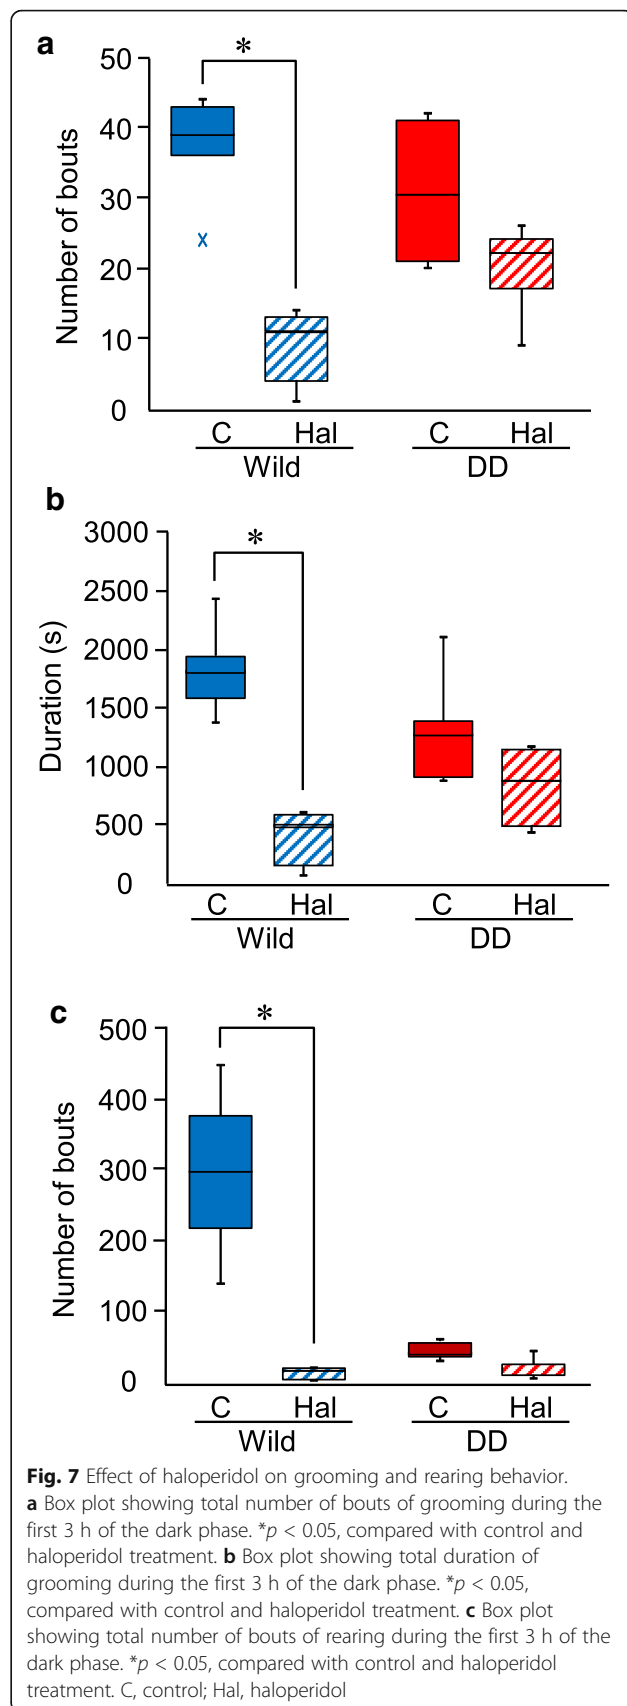 a
*
50
40
30
20
10
0
Number of bouts
x
C Hal C Hal
Wild DD
b
*
3000
2500
2000
1500
1000
500
0
Duration (s)
C Hal C Hal
Wild DD
c
*
500
400
300
200
100
0
Number of bouts
C Hal C Hal
Wild DD
Fig. 7 Effect of haloperidol on grooming and rearing behavior.
a Box plot showing total number of bouts of grooming during the
first 3 h of the dark phase. *p < 0.05, compared with control and
haloperidol treatment. b Box plot showing total duration of
grooming during the first 3 h of the dark phase. *p < 0.05,
compared with control and haloperidol treatment. c Box plot
showing total number of bouts of rearing during the first 3 h of the
dark phase. *p < 0.05, compared with control and haloperidol
treatment. C, control; Hal, haloperidol